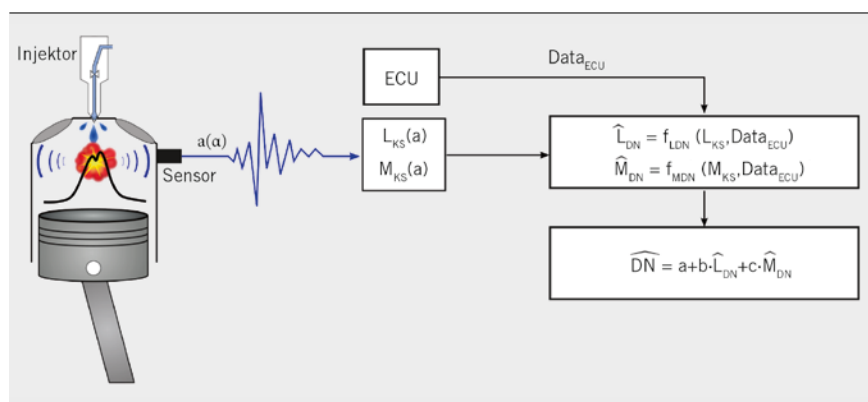 Injektor
a(α)
Sensor
ECU
Data_ECU
L_KS(a)
M_KS(a)
L̂_DN = f_LDN (L_KS,Data_ECU)
M̂_DN = f_MDN (M_KS,Data_ECU)
D̂N̂ = a+b·L̂_DN+c·M̂_DN